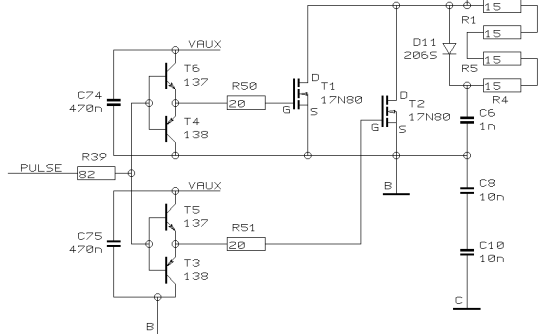 15
R1
15
VAUX
D11
206S
15
R5
T6
137
R50
20
D
T1
17N80
G
S
15
R4
C74
470n
T4
138
D
T2
17N80
G
S
C6
1n
R39
PULSE
82
VAUX
B
C8
10n
T5
137
R51
20
C75
470n
T3
138
C10
10n
C
B